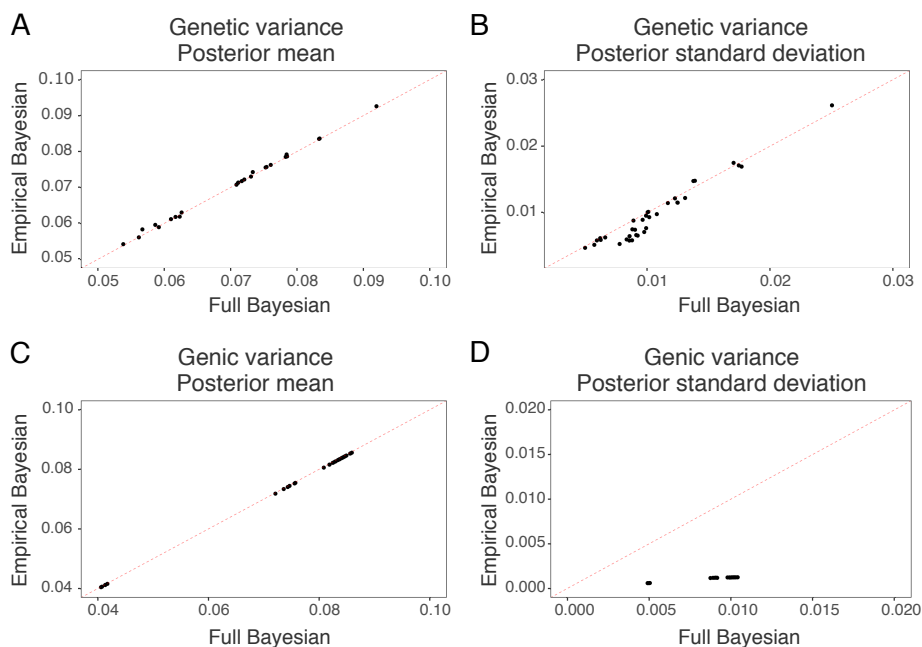 A
Genetic variance
Posterior mean
Empirical Bayesian
0.10
0.09
0.08
0.07
0.06
0.05
0.05
0.06
0.07
0.08
0.09
0.10
Full Bayesian
B
Genetic variance
Posterior standard deviation
Empirical Bayesian
0.03
0.02
0.01
0.01
0.02
0.03
Full Bayesian
C
Genic variance
Posterior mean
Empirical Bayesian
0.10
0.08
0.06
0.04
0.04
0.06
0.08
0.10
Full Bayesian
D
Genic variance
Posterior standard deviation
Empirical Bayesian
0.020
0.015
0.010
0.005
0.000
0.000
0.005
0.010
0.015
0.020
Full Bayesian